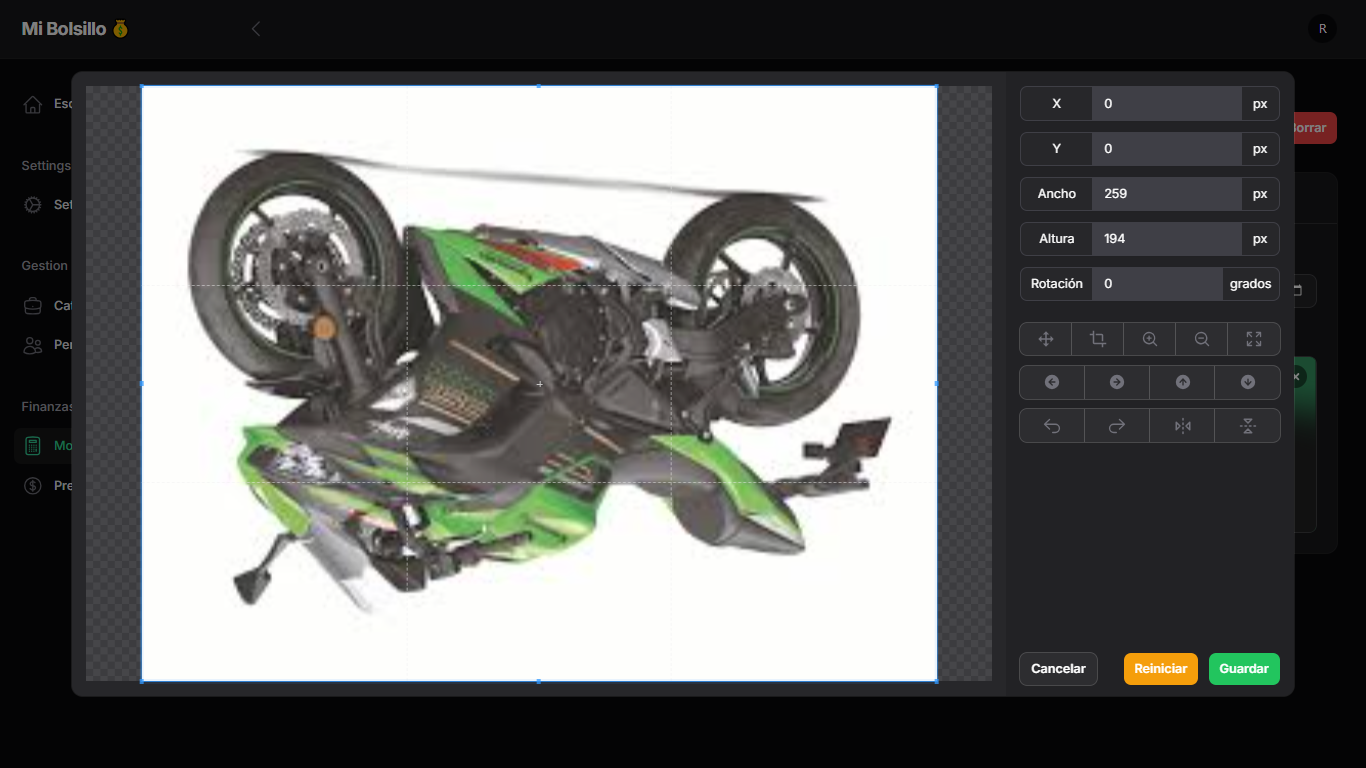 Mi Bolsillo
R
Esc
Settings
Set
Gestion
Cat
Per
Finanzas
Mo
Pre
Borrar
X 0 px
Y 0 px
Ancho 259 px
Altura 194 px
Rotación 0 grados
Cancelar
Reiniciar
Guardar